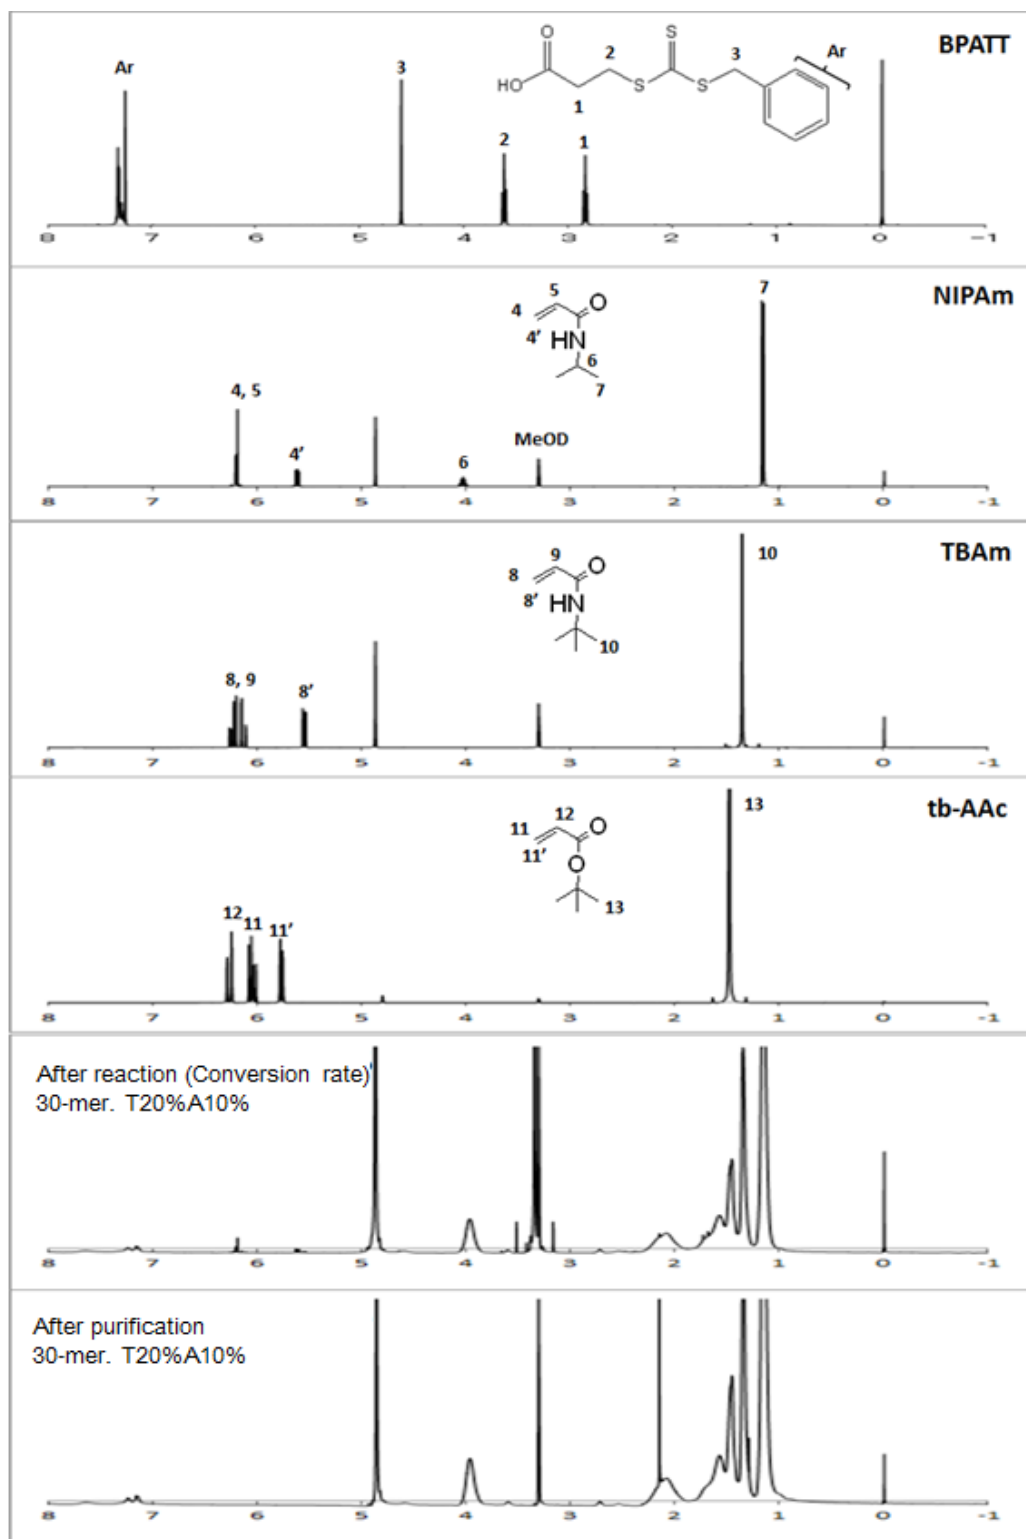 BPATT
Ar
3
2
1
O
HO
S
2
3
Ar
1
S
S
8 7 6 5 4 3 2 1 0 -1
NIPAm
7
5
4
O
4' HN
6
7
4, 5
4'
6
MeOD
8 7 6 5 4 3 2 1 0 -1
TBAm
10
9
8
O
8' HN
10
8, 9
8'
8 7 6 5 4 3 2 1 0 -1
tb-AAc
13
12
11
O
11'
O
13
12 11 11'
8 7 6 5 4 3 2 1 0 -1
After reaction (Conversion rate)
30-mer. T20%A10%
8 7 6 5 4 3 2 1 0 -1
After purification
30-mer. T20%A10%
8 7 6 5 4 3 2 1 0 -1